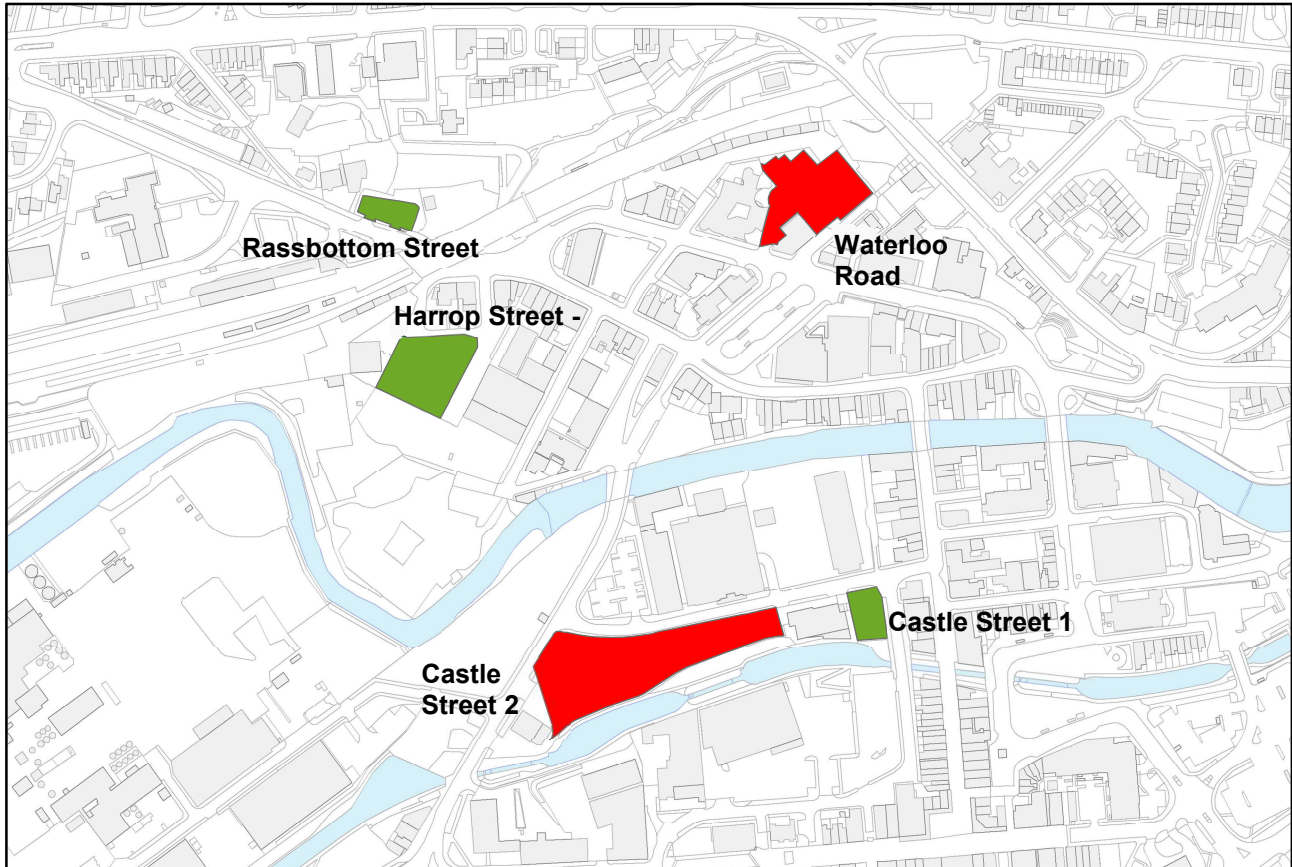 Rassbottom Street
Waterloo
Road
Harrop Street -
Castle Street 1
Castle
Street 2